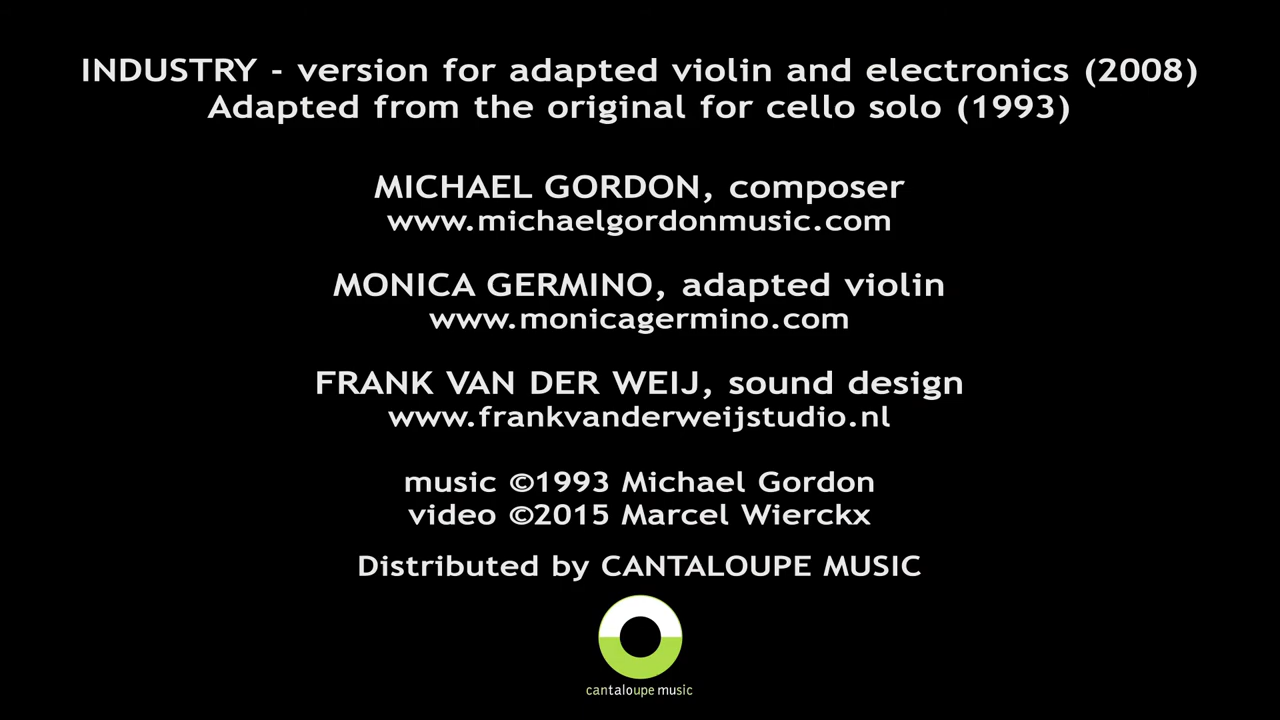 INDUSTRY - version for adapted violin and electronics (2008)
Adapted from the original for cello solo (1993)
MICHAEL GORDON, composer
www.michaelgordonmusic.com
MONICA GERMINO, adapted violin
www.monicagermino.com
FRANK VAN DER WEIJ, sound design
www.frankvanderweijstudio.nl
music ©1993 Michael Gordon
video ©2015 Marcel Wierckx
Distributed by CANTALOUPE MUSIC
cantaloupe music